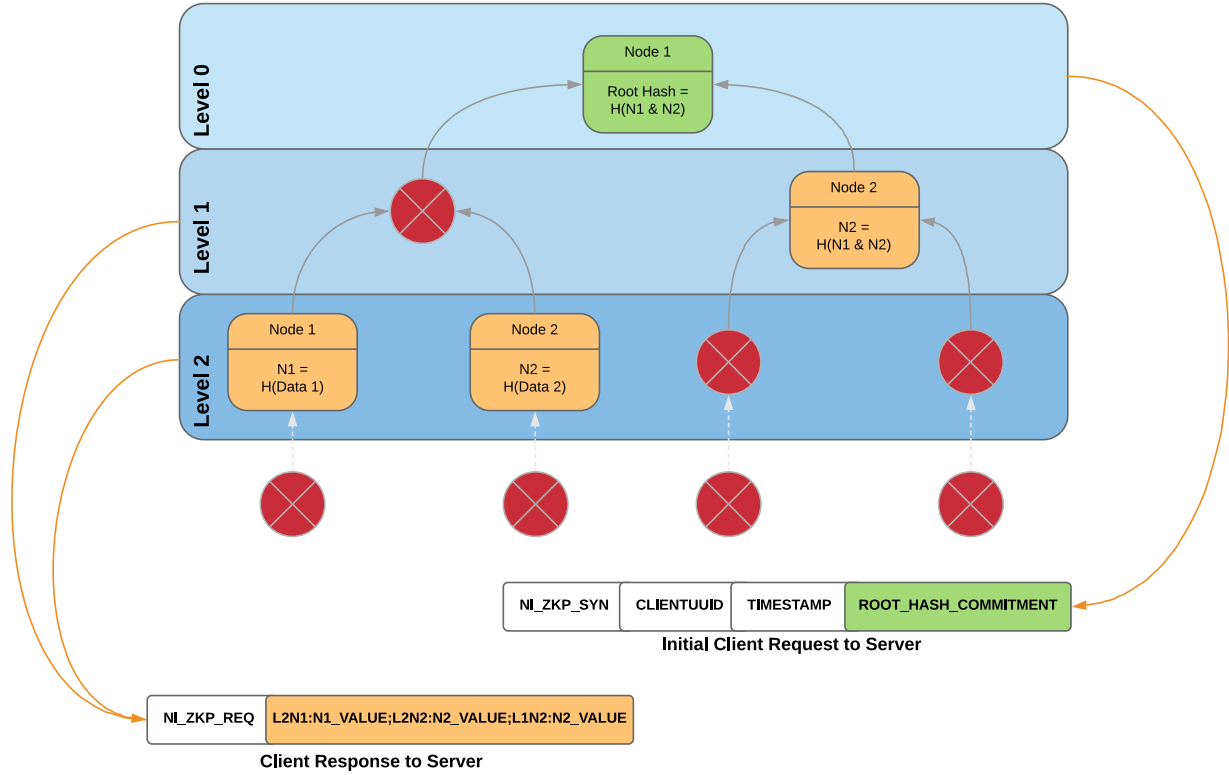 Level 0
Node 1
Root Hash =
H(N1 & N2)
Level 1
Node 2
N2 =
H(N1 & N2)
Level 2
Node 1
N1 =
H(Data 1)
Node 2
N2 =
H(Data 2)
NI_ZKP_SYN CLIENTUUID TIMESTAMP ROOT_HASH_COMMITMENT
Initial Client Request to Server
NI_ZKP_REQ L2N1:N1_VALUE;L2N2:N2_VALUE;L1N2:N2_VALUE
Client Response to Server